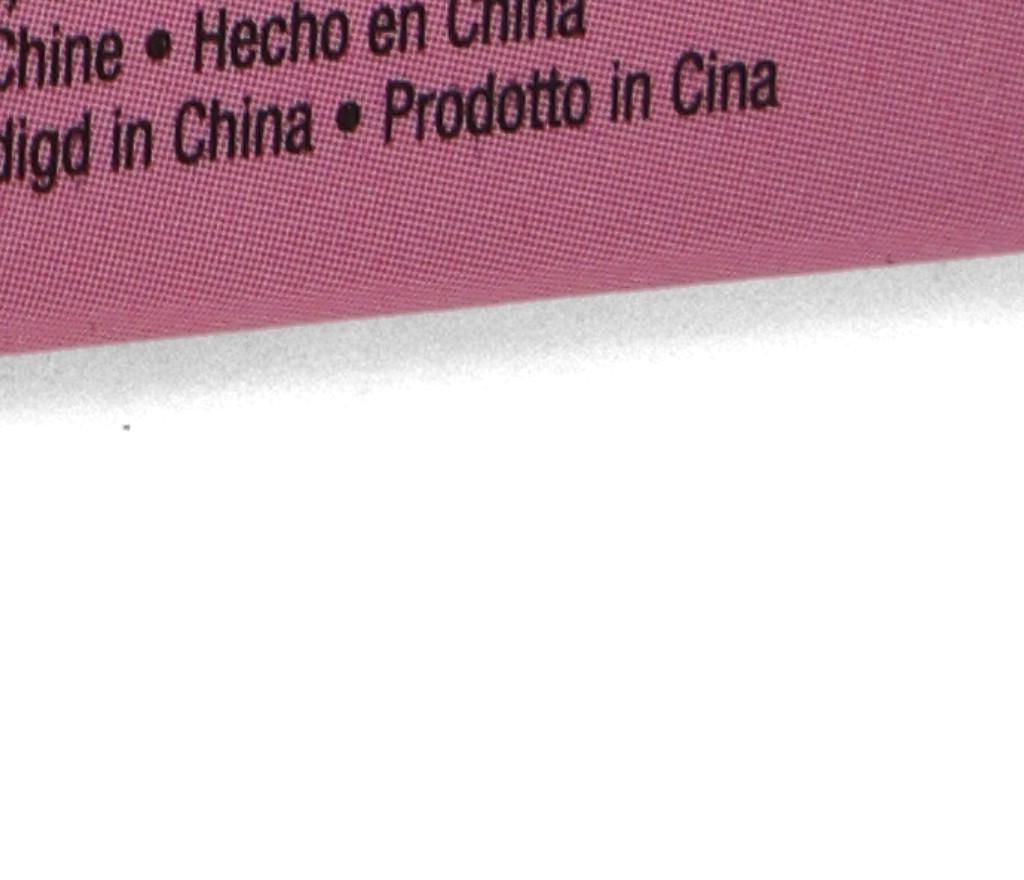 Chine • Hecho en China
digd in China • Prodotto in Cina